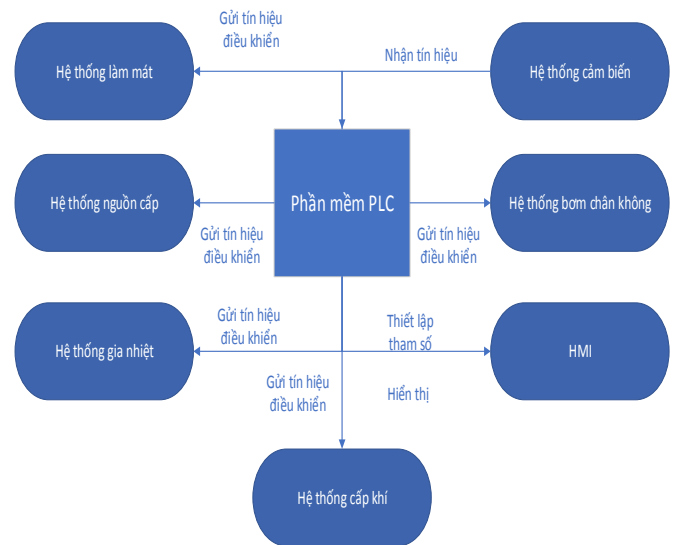 Gửi tín hiệu
điều khiển
Nhận tín hiệu
Hệ thống làm mát
Hệ thống cảm biến
Hệ thống nguồn cấp
Phần mềm PLC
Hệ thống bơm chân không
Gửi tín hiệu
điều khiển
Gửi tín hiệu
điều khiển
Gửi tín hiệu
điều khiển
Thiết lập
tham số
Hệ thống gia nhiệt
HMI
Gửi tín hiệu
điều khiển
Hiển thị
Hệ thống cấp khí